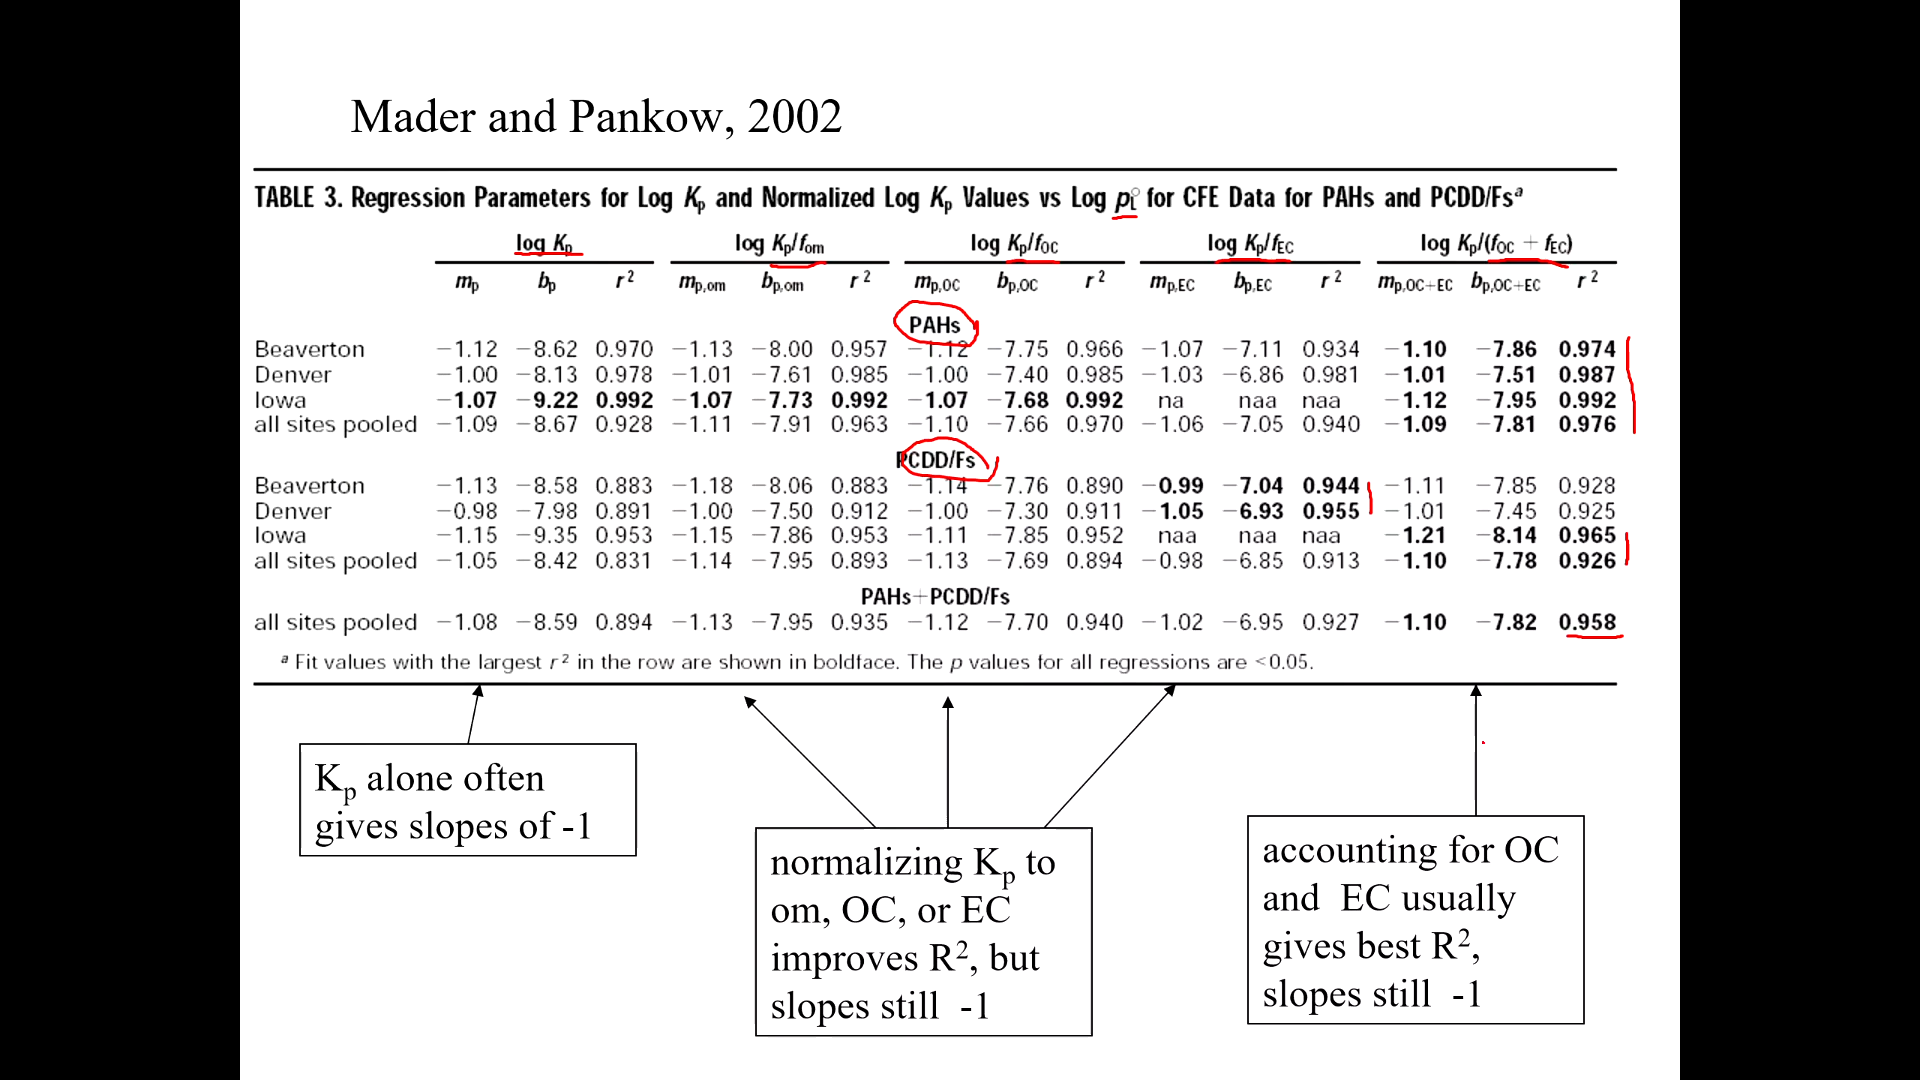 Mader and Pankow, 2002
TABLE 3. Regression Parameters for Log Kp and Normalized Log Kp Values vs Log p°L for CFE Data for PAHs and PCDD/Fsa
log Kp log Kp/fom log Kp/fOC log Kp/fEC log Kp/(fOC + fEC)
mp bp r2 mp,om bp,om r2 mp,OC bp,OC r2 mp,EC bp,EC r2 mp,OC+EC bp,OC+EC r2
PAHs
Beaverton −1.12 −8.62 0.970 −1.13 −8.00 0.957 −1.12 −7.75 0.966 −1.07 −7.11 0.934 −1.10 −7.86 0.974
Denver −1.00 −8.13 0.978 −1.01 −7.61 0.985 −1.00 −7.40 0.985 −1.03 −6.86 0.981 −1.01 −7.51 0.987
Iowa −1.07 −9.22 0.992 −1.07 −7.73 0.992 −1.07 −7.68 0.992 na naa naa −1.12 −7.95 0.992
all sites pooled −1.09 −8.67 0.928 −1.11 −7.91 0.963 −1.10 −7.66 0.970 −1.06 −7.05 0.940 −1.09 −7.81 0.976
PCDD/Fs
Beaverton −1.13 −8.58 0.883 −1.18 −8.06 0.883 −1.14 −7.76 0.890 −0.99 −7.04 0.944 −1.11 −7.85 0.928
Denver −0.98 −7.98 0.891 −1.00 −7.50 0.912 −1.00 −7.30 0.911 −1.05 −6.93 0.955 −1.01 −7.45 0.925
Iowa −1.15 −9.35 0.953 −1.15 −7.86 0.953 −1.11 −7.85 0.952 naa naa naa −1.21 −8.14 0.965
all sites pooled −1.05 −8.42 0.831 −1.14 −7.95 0.893 −1.13 −7.69 0.894 −0.98 −6.85 0.913 −1.10 −7.78 0.926
PAHs+PCDD/Fs
all sites pooled −1.08 −8.59 0.894 −1.13 −7.95 0.935 −1.12 −7.70 0.940 −1.02 −6.95 0.927 −1.10 −7.82 0.958
a Fit values with the largest r2 in the row are shown in boldface. The p values for all regressions are <0.05.
Kp alone often
gives slopes of -1
normalizing Kp to
om, OC, or EC
improves R2, but
slopes still -1
accounting for OC
and EC usually
gives best R2,
slopes still -1